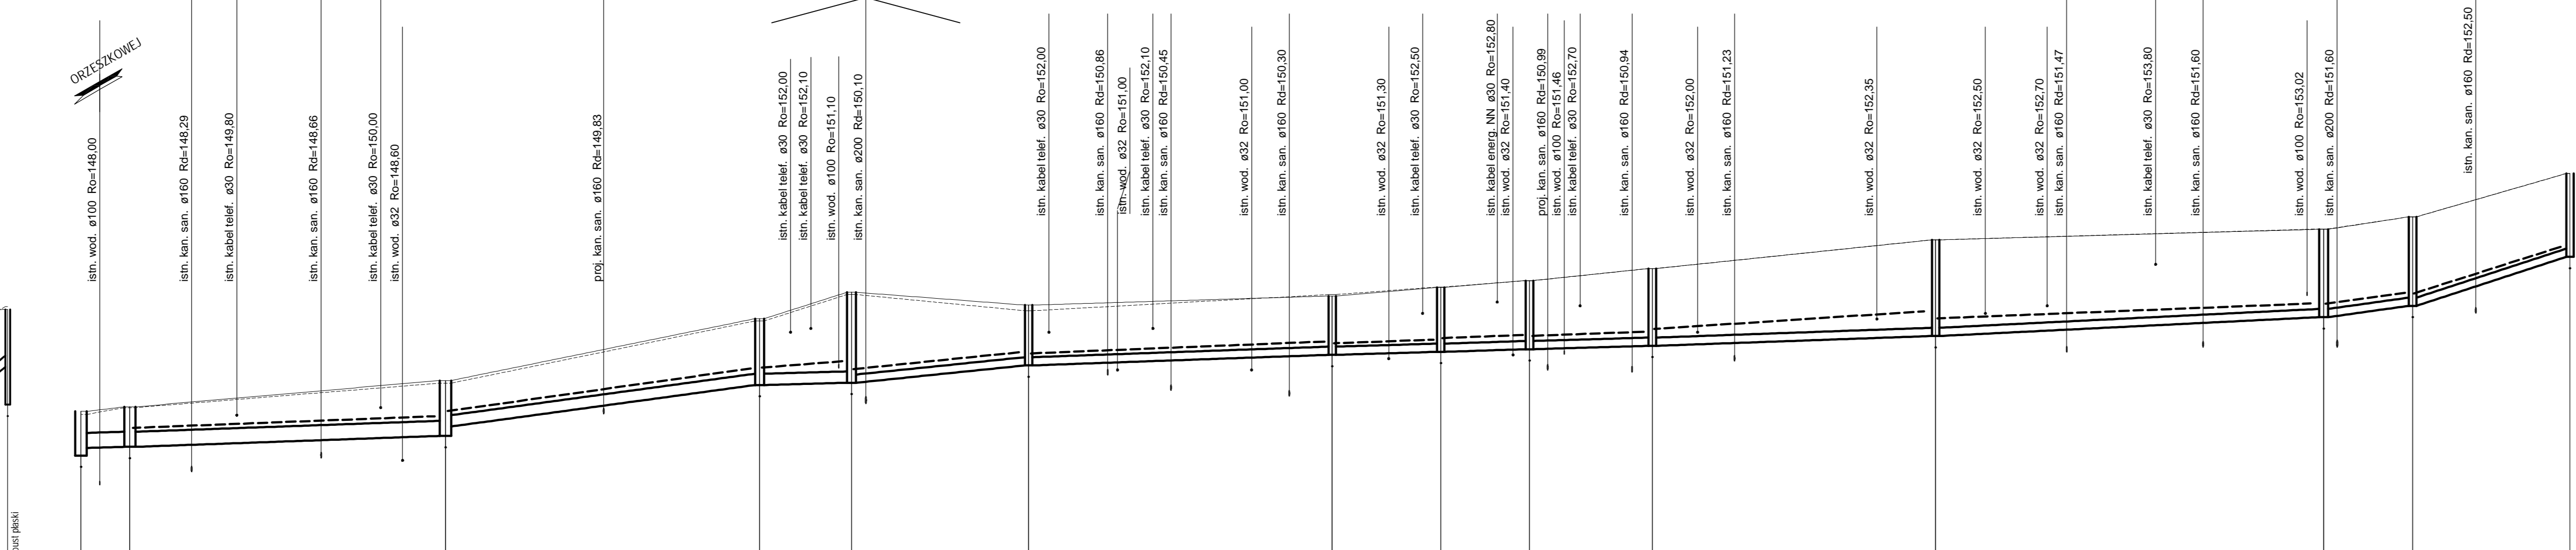 ORZESZKOWEJ
istn. wod. ø100 Ro=148,00
istn. kan. san. ø160 Rd=148,29
istn. kabel telef. ø30 Ro=149,80
istn. kan. san. ø160 Rd=148,66
istn. kabel telef. ø30 Ro=150,00
istn. wod. ø32 Ro=148,60
proj. kan. san. ø160 Rd=149,83
istn. kabel telef. ø30 Ro=152,00
istn. kabel telef. ø30 Ro=152,10
istn. wod. ø100 Ro=151,10
istn. kan. san. ø200 Rd=150,10
istn. kabel telef. ø30 Ro=152,00
istn. kan. san. ø160 Rd=150,86
istn. wod. ø32 Ro=151,00
istn. kabel telef. ø30 Ro=152,10
istn. kan. san. ø160 Rd=150,45
istn. wod. ø32 Ro=151,00
istn. kan. san. ø160 Rd=150,30
istn. wod. ø32 Ro=151,30
istn. kabel telef. ø30 Ro=152,50
istn. kabel energ. NN ø30 Ro=152,80
istn. wod. ø32 Ro=151,40
proj. kan. san. ø160 Rd=150,99
istn. wod. ø100 Ro=151,46
istn. kabel telef. ø30 Ro=152,70
istn. kan. san. ø160 Rd=150,94
istn. wod. ø32 Ro=152,00
istn. kan. san. ø160 Rd=151,23
istn. wod. ø32 Ro=152,35
istn. wod. ø32 Ro=152,50
istn. wod. ø32 Ro=152,70
istn. kan. san. ø160 Rd=151,47
istn. kabel telef. ø30 Ro=153,80
istn. kan. san. ø160 Rd=151,60
istn. wod. ø100 Ro=153,02
istn. kan. san. ø200 Rd=151,60
istn. kan. san. ø160 Rd=152,50
płaski